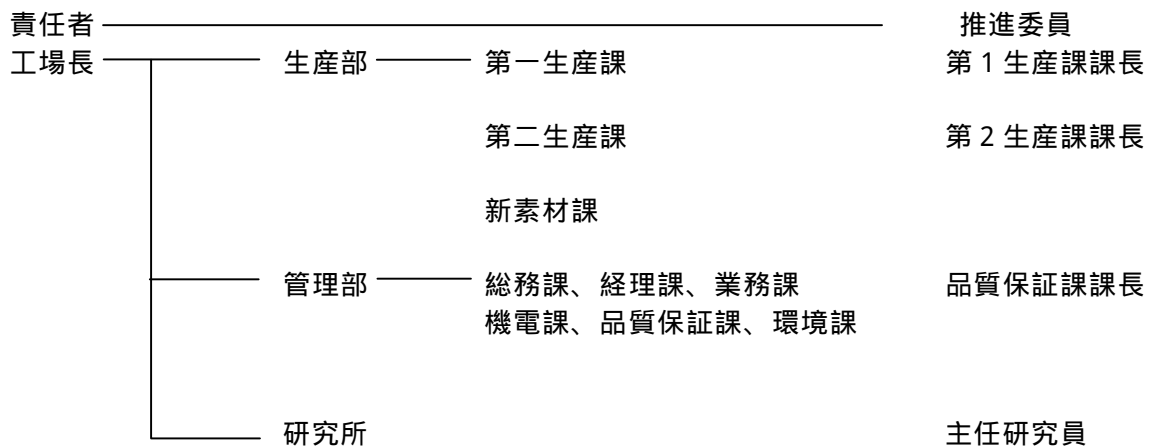 責任者 推進委員
工場長 生産部 第一生産課 第1生産課課長
第二生産課 第2生産課課長
新素材課
管理部 総務課、経理課、業務課 品質保証課課長
機電課、品質保証課、環境課
研究所 主任研究員